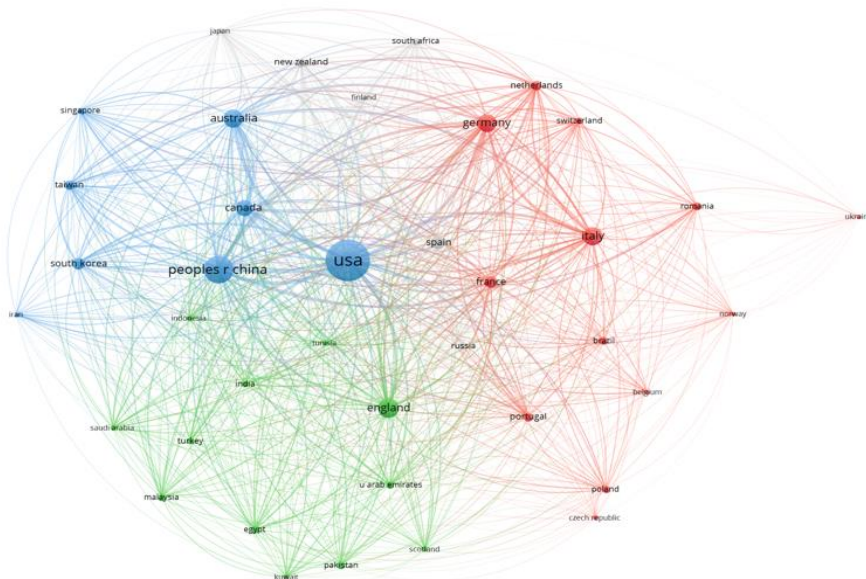 japan
south africa
new zealand
netherlands
finland
singapore
australia
germany
switzerland
taiwan
canada
romania
ukrain
italy
spain
south korea
usa
peoples r china
france
iran
indonesia
norway
tunisia
russia
brazil
india
belgium
england
portugal
saudi arabia
turkey
u arab emirates
poland
malaysia
czech republic
egypt
scotland
pakistan
kuwait